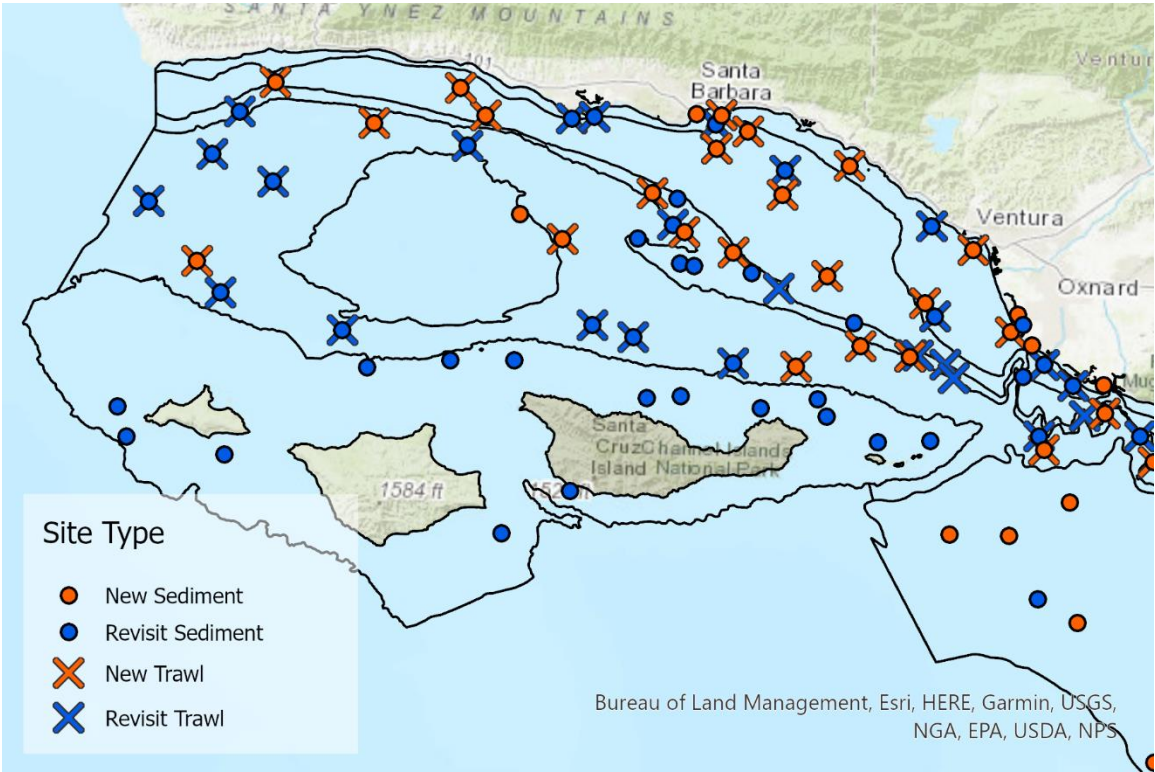 SANTA YNEZ MOUNTAINS
101
Ventur
Santa
Barbara
Ventura
Oxnard
Mug
Santa
Cruz Channel Islands
Island National Park
1584 ft
Site Type
New Sediment
Revisit Sediment
New Trawl
Revisit Trawl
Bureau of Land Management, Esri, HERE, Garmin, USGS,
NGA, EPA, USDA, NPS